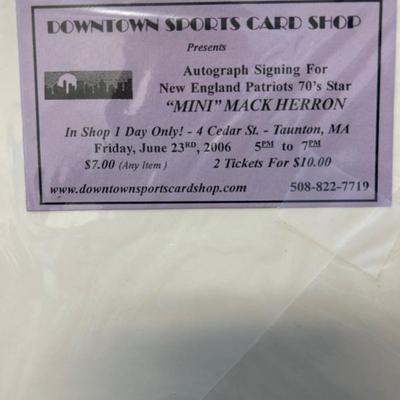 DOWNTOWN SPORTS CARD SHOP
Presents
Autograph Signing For
New England Patriots 70's Star
"MINI" MACK HERRON
In Shop 1 Day Only! - 4 Cedar St. - Taunton, MA
Friday, June 23RD, 2006 5PM to 7PM
$7.00 (Any Item) 2 Tickets For $10.00
www.downtownsportscardshop.com 508-822-7719